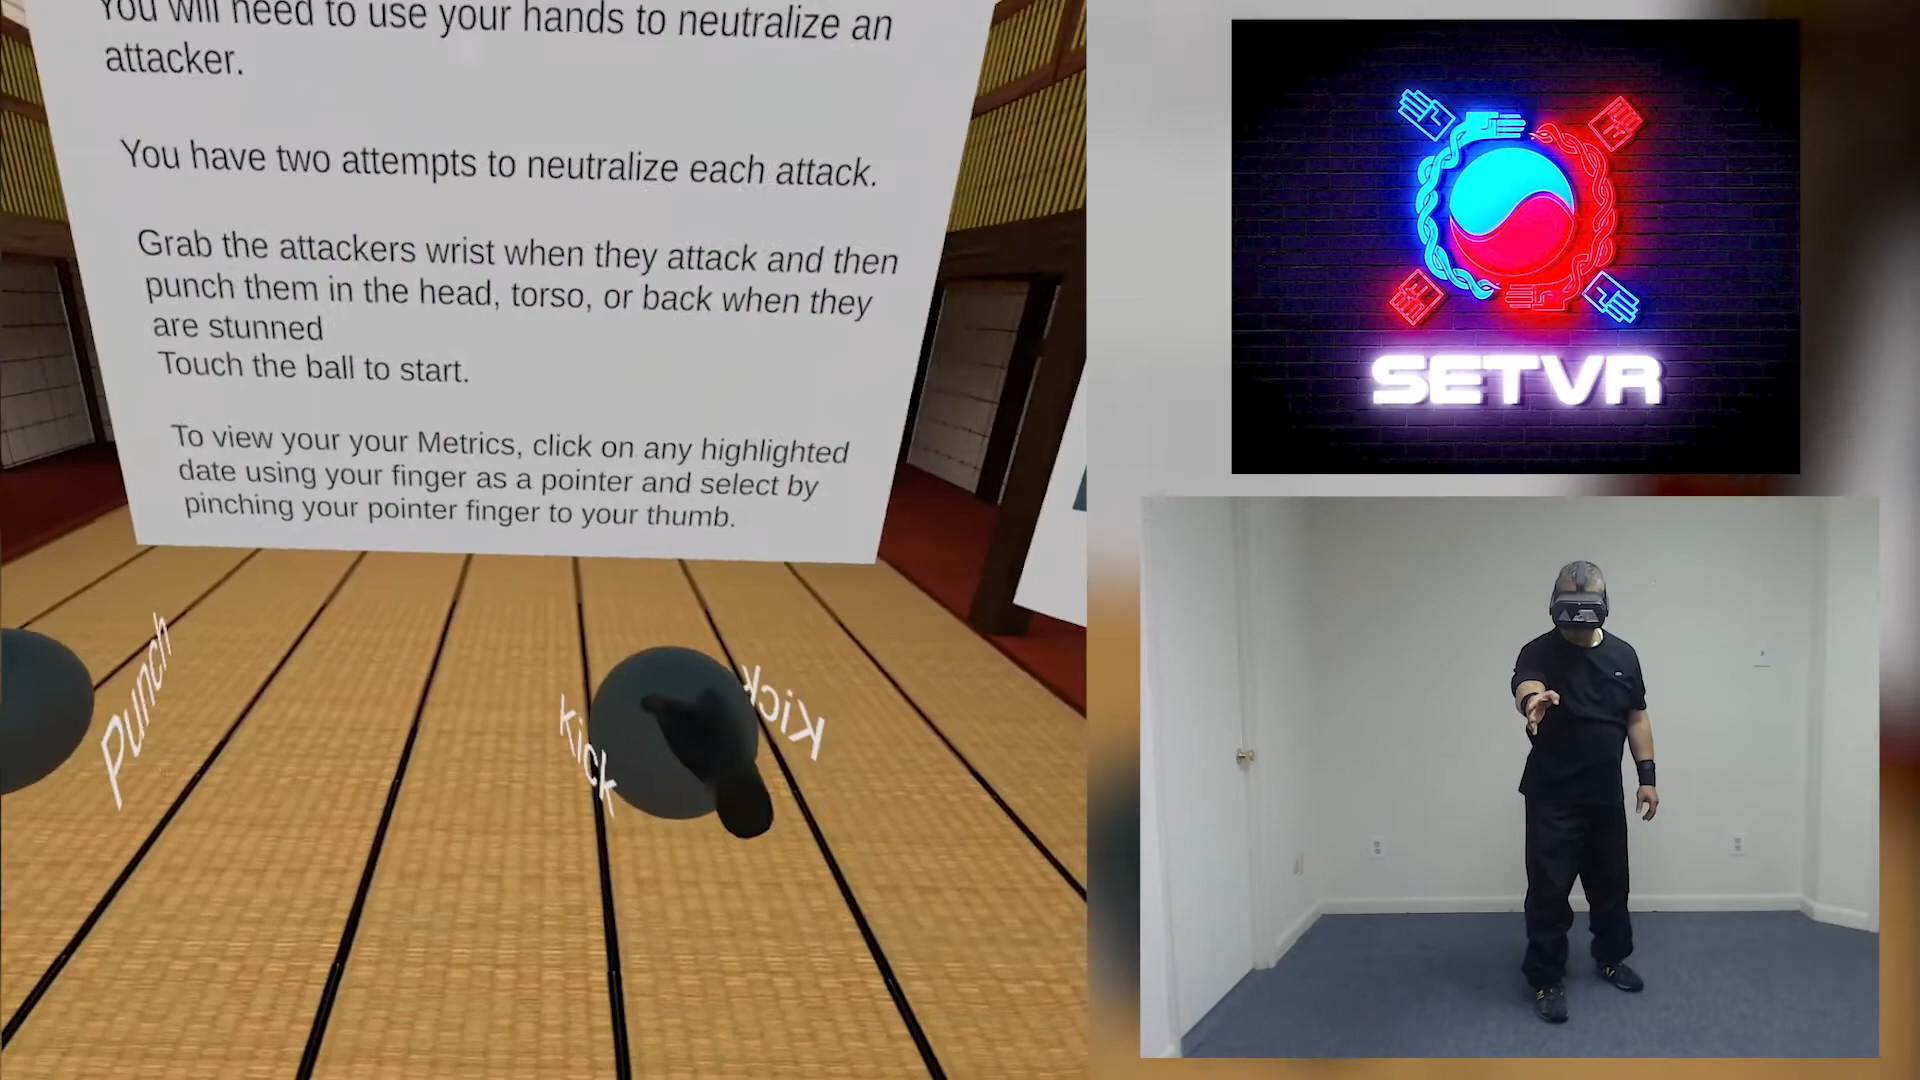 You will need to use your hands to neutralize an
attacker.
You have two attempts to neutralize each attack.
Grab the attackers wrist when they attack and then
punch them in the head, torso, or back when they
are stunned
Touch the ball to start.
To view your your Metrics, click on any highlighted
date using your finger as a pointer and select by
pinching your pointer finger to your thumb.
Punch
Kick
Kick
SETVR